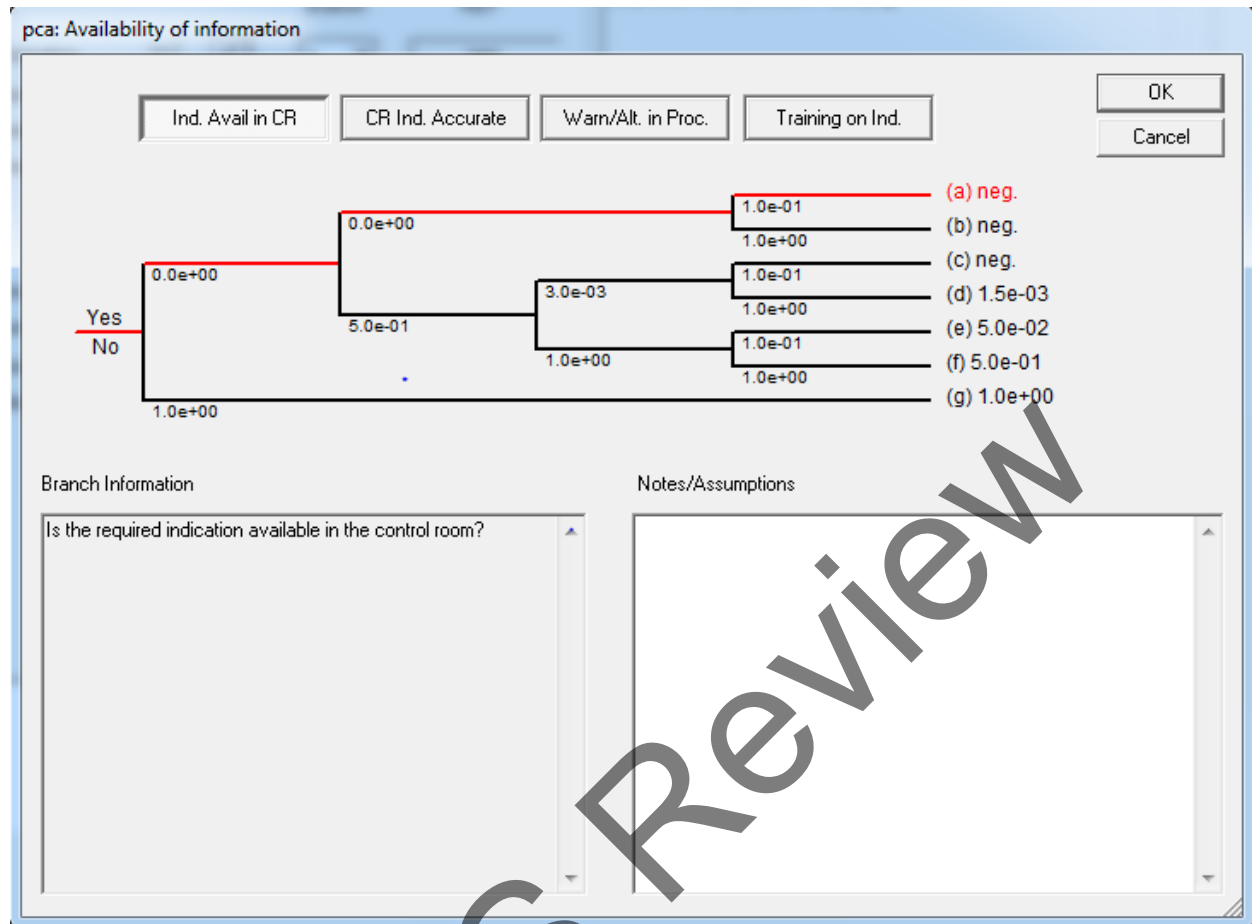 pca: Availability of information
OK
Cancel
Ind. Avail in CR
CR Ind. Accurate
Warn/Alt. in Proc.
Training on Ind.
Yes
No
0.0e+00
1.0e+00
0.0e+00
5.0e-01
3.0e-03
1.0e+00
1.0e-01
1.0e+00
1.0e-01
1.0e+00
1.0e-01
1.0e+00
(a) neg.
(b) neg.
(c) neg.
(d) 1.5e-03
(e) 5.0e-02
(f) 5.0e-01
(g) 1.0e+00
Branch Information
Is the required indication available in the control room?
Notes/Assumptions
Review